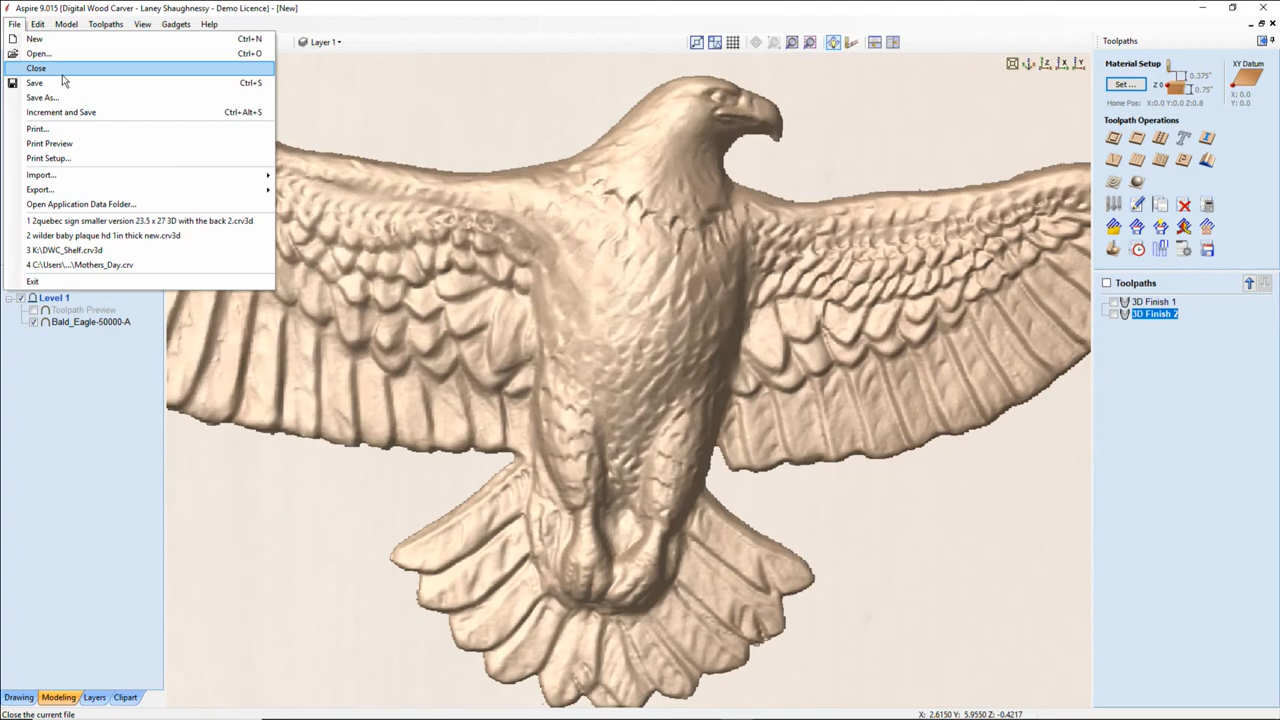 Aspire 9.015 {Digital Wood Carver - Laney Shaughnessy - Demo Licence} - [New]
File Edit Model Toolpaths View Gadgets Help
New Ctrl+N
Open... Ctrl+O
Close
Save Ctrl+S
Save As...
Increment and Save Ctrl+Alt+S
Print...
Print Preview
Print Setup...
Import...
Export...
Open Application Data Folder...
1 2quebec sign smaller version 23.5 x 27 3D with the back 2.crv3d
2 wilder baby plaque hd 1in thick new.crv3d
3 K:\DWC_Shelf.crv3d
4 C:\Users\...\Mothers_Day.crv
Exit
Layer 1
Level 1
Toolpath Preview
Bald_Eagle-50000-A
Drawing Modeling Layers Clipart
Close the current file
X: 2.6150 Y: 5.9550 Z: -0.4217
Toolpaths
Material Setup
XY Datum
Set ...
Z 0
0.375"
0.75"
X: 0.0
Y: 0.0
Home Pos: X:0.0 Y:0.0 Z:0.8
Toolpath Operations
Toolpaths
3D Finish 1
3D Finish 2